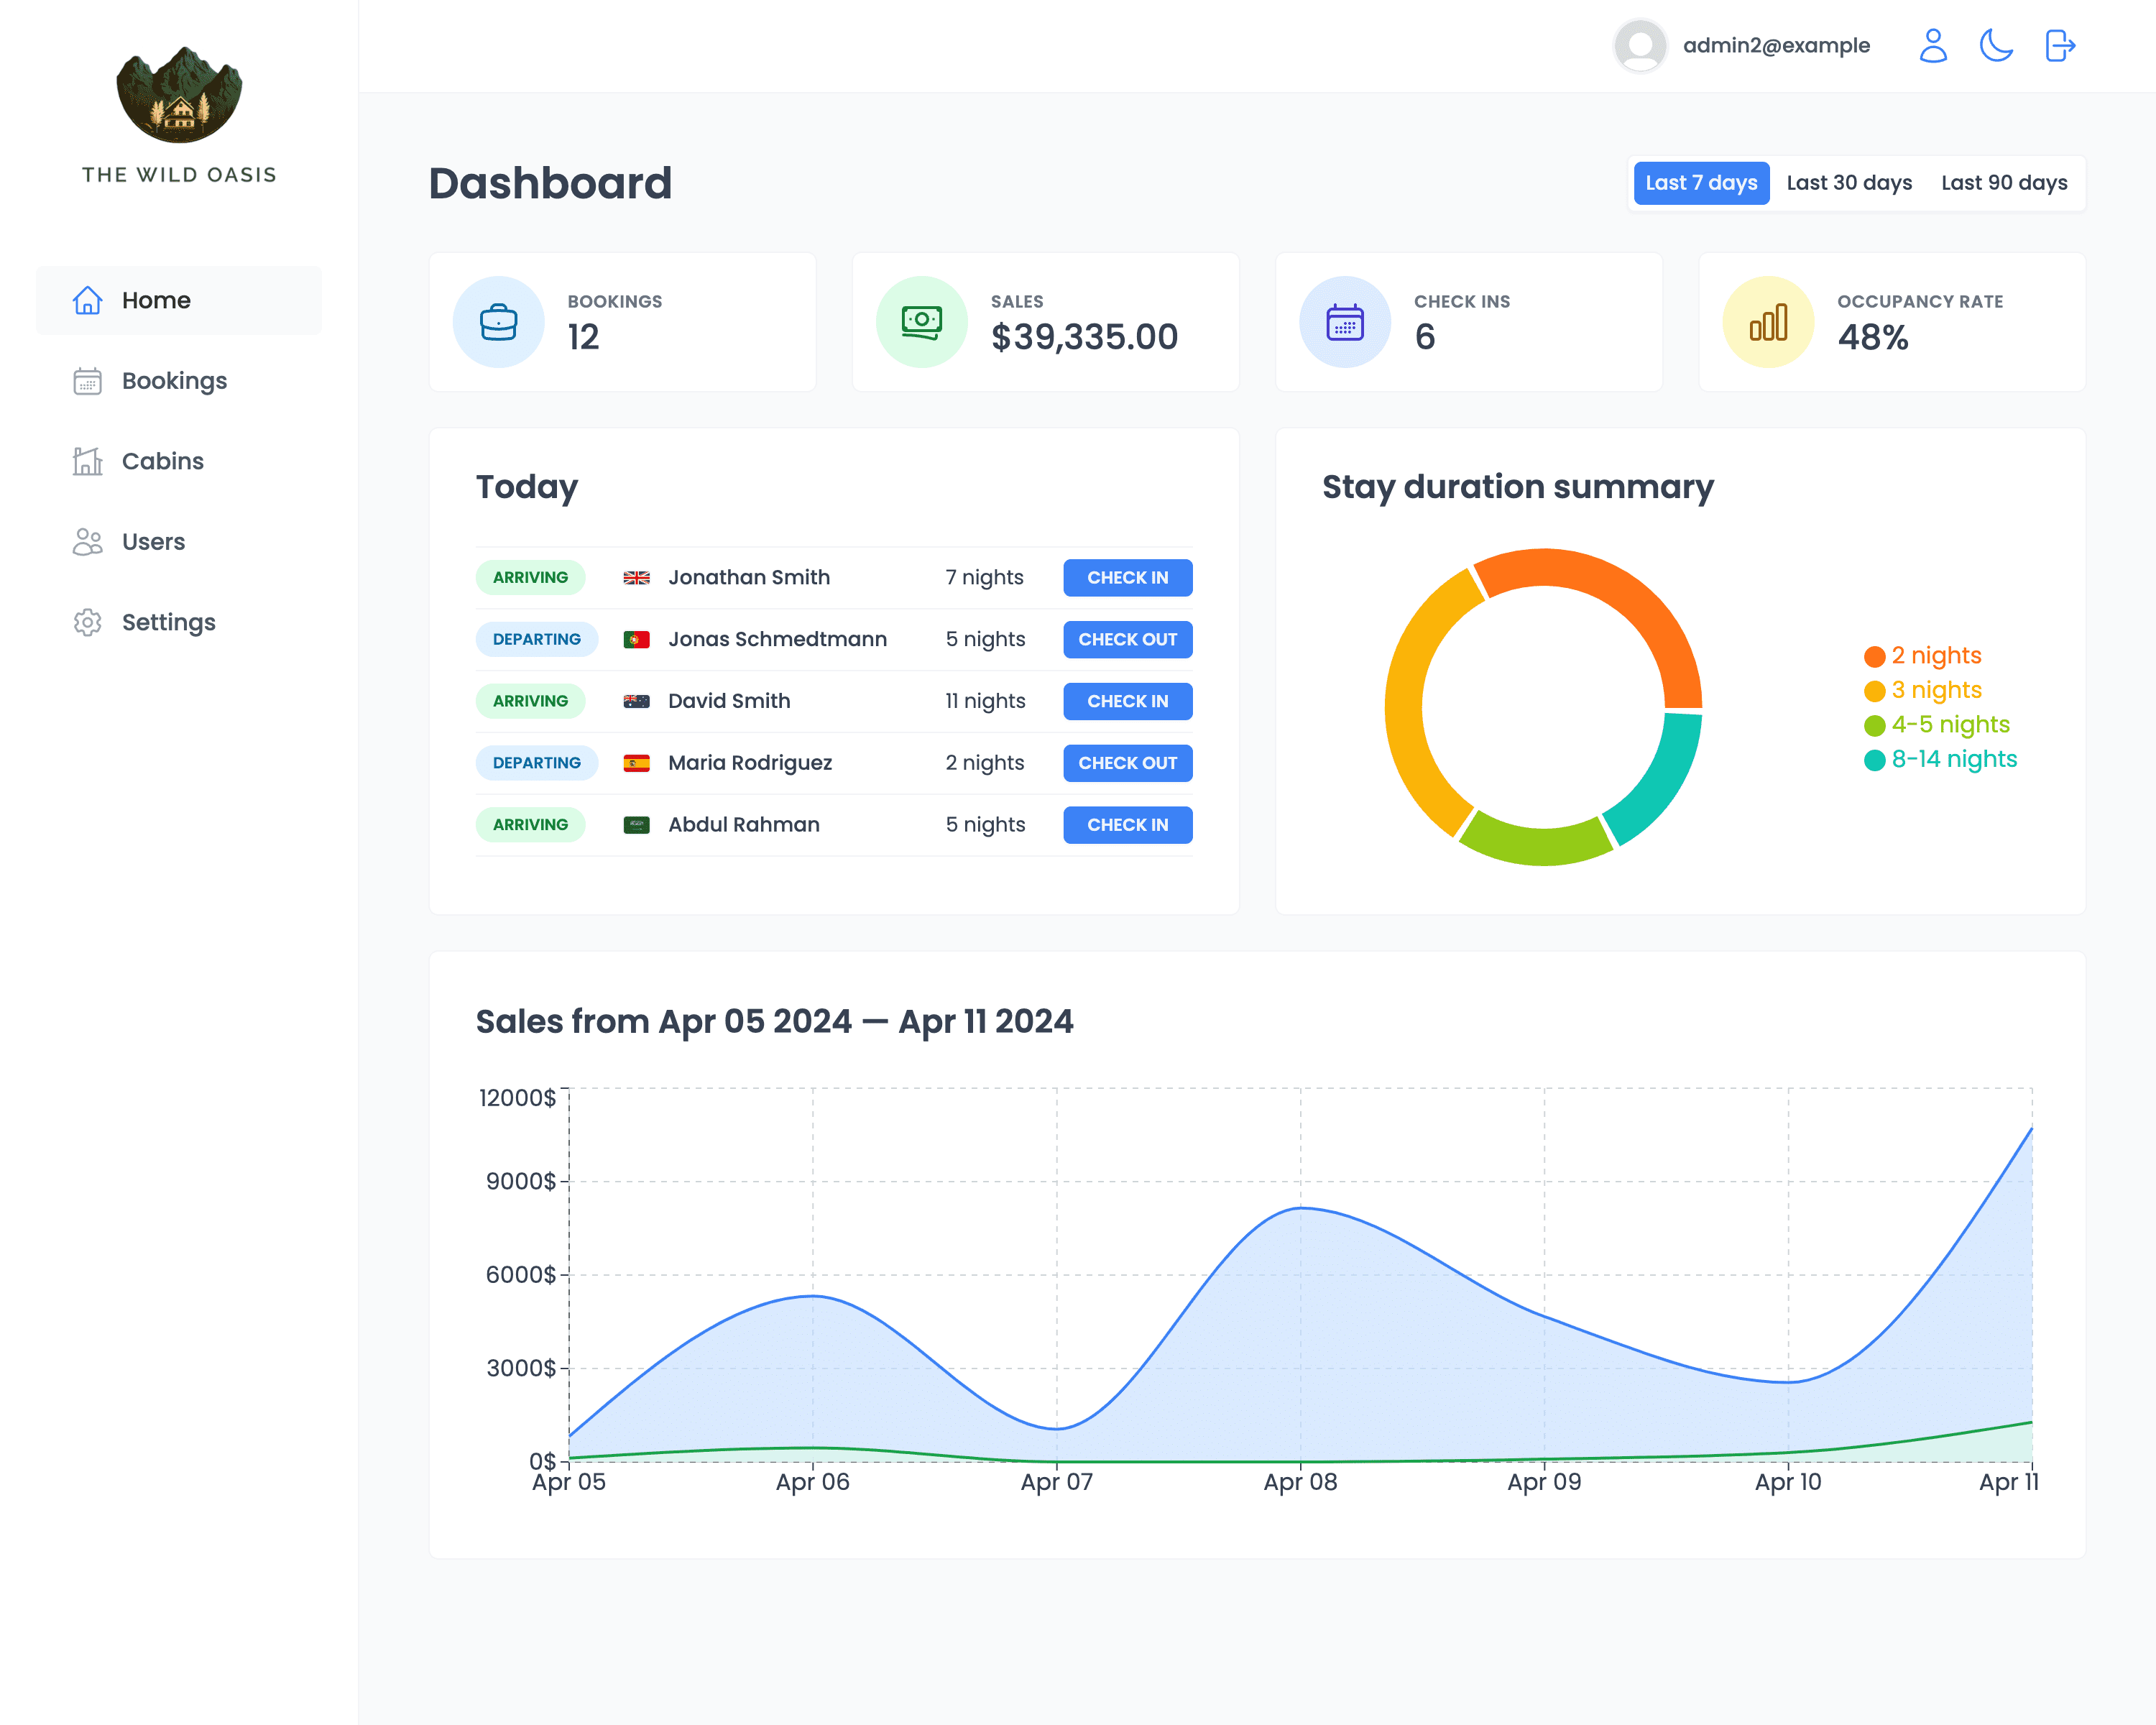 THE WILD OASIS
admin2@example
Home
Bookings
Cabins
Users
Settings
Dashboard
Last 7 days Last 30 days Last 90 days
BOOKINGS
12
SALES
$39,335.00
CHECK INS
6
OCCUPANCY RATE
48%
Today
ARRIVING Jonathan Smith 7 nights CHECK IN
DEPARTING Jonas Schmedtmann 5 nights CHECK OUT
ARRIVING David Smith 11 nights CHECK IN
DEPARTING Maria Rodriguez 2 nights CHECK OUT
ARRIVING Abdul Rahman 5 nights CHECK IN
Stay duration summary
2 nights
3 nights
4-5 nights
8-14 nights
Sales from Apr 05 2024 — Apr 11 2024
12000$
9000$
6000$
3000$
0$
Apr 05 Apr 06 Apr 07 Apr 08 Apr 09 Apr 10 Apr 11